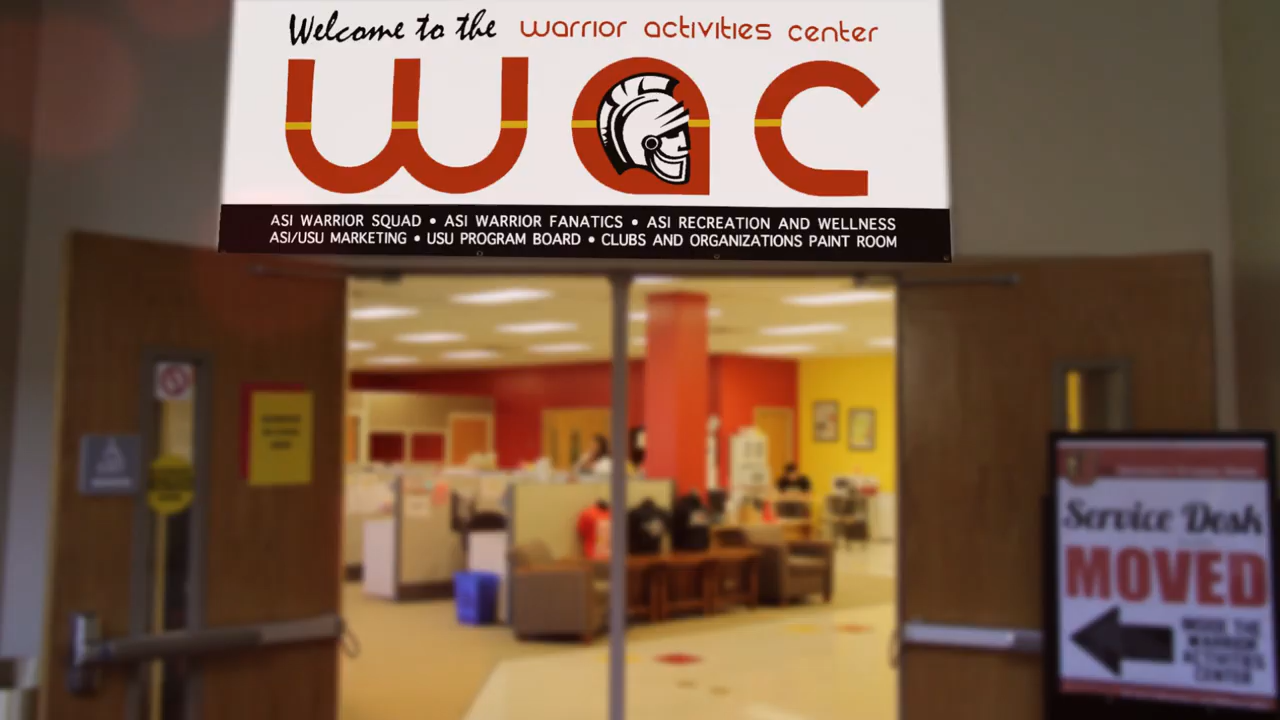 Welcome to the warrior activities center
wac
ASI WARRIOR SQUAD • ASI WARRIOR FANATICS • ASI RECREATION AND WELLNESS
ASI/USU MARKETING • USU PROGRAM BOARD • CLUBS AND ORGANIZATIONS PAINT ROOM
Service Desk
MOVED
INSIDE THE
WARRIOR
ACTIVITIES
CENTER